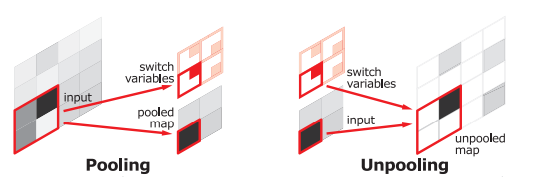 switch
variables
input
pooled
map
Pooling
switch
variables
input
unpooled
map
Unpooling